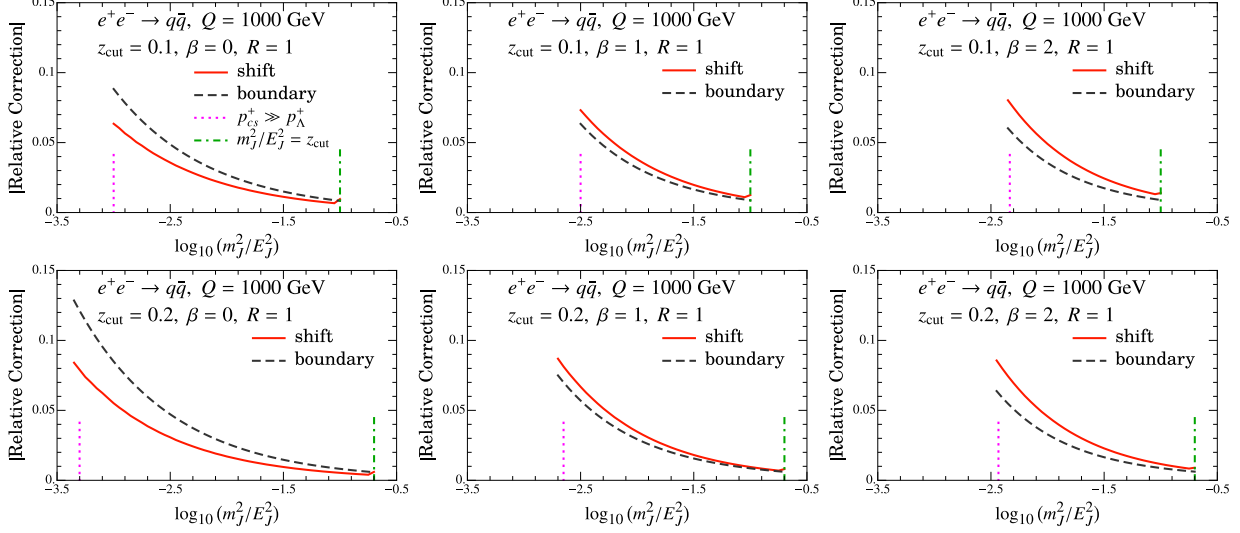 e⁺e⁻ → qq̄, Q = 1000 GeV
z_cut = 0.1, β = 0, R = 1
shift
boundary
p⁺_cs ≫ p⁺_Λ
m²_J/E²_J = z_cut
|Relative Correction|
0.15
0.1
0.05
0.
−3.5 −2.5 −1.5 −0.5
log₁₀ (m²_J/E²_J)
e⁺e⁻ → qq̄, Q = 1000 GeV
z_cut = 0.1, β = 1, R = 1
shift
boundary
|Relative Correction|
0.15
0.1
0.05
0.
−3.5 −2.5 −1.5 −0.5
log₁₀ (m²_J/E²_J)
e⁺e⁻ → qq̄, Q = 1000 GeV
z_cut = 0.1, β = 2, R = 1
shift
boundary
|Relative Correction|
0.15
0.1
0.05
0.
−3.5 −2.5 −1.5 −0.5
log₁₀ (m²_J/E²_J)
e⁺e⁻ → qq̄, Q = 1000 GeV
z_cut = 0.2, β = 0, R = 1
shift
boundary
|Relative Correction|
0.15
0.1
0.05
0.
−3.5 −2.5 −1.5 −0.5
log₁₀ (m²_J/E²_J)
e⁺e⁻ → qq̄, Q = 1000 GeV
z_cut = 0.2, β = 1, R = 1
shift
boundary
|Relative Correction|
0.15
0.1
0.05
0.
−3.5 −2.5 −1.5 −0.5
log₁₀ (m²_J/E²_J)
e⁺e⁻ → qq̄, Q = 1000 GeV
z_cut = 0.2, β = 2, R = 1
shift
boundary
|Relative Correction|
0.15
0.1
0.05
0.
−3.5 −2.5 −1.5 −0.5
log₁₀ (m²_J/E²_J)